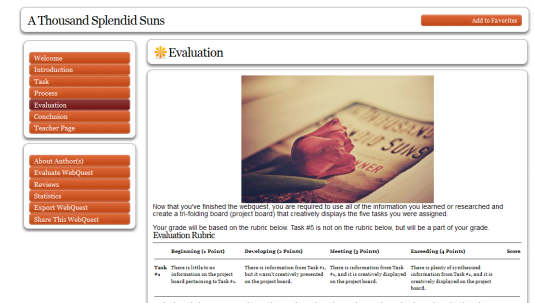 A Thousand Splendid Suns
Add to Favorites
Welcome
Introduction
Task
Process
Evaluation
Conclusion
Teacher Page
About Author(s)
Evaluate WebQuest
Reviews
Statistics
Export WebQuest
Share This WebQuest
Evaluation
THOUSAND
DID SUNS
Now that you've finished the webquest, you are required to use all of the information you learned or researched and
create a tri-folding board (project board) that creatively displays the five tasks you were assigned.
Your grade will be based on the rubric below. Task #5 is not on the rubric below, but will be a part of your grade.
Evaluation Rubric
Beginning (1 Point) Developing (2 Points) Meeting (3 Points) Exceeding (4 Points) Score
Task There is little to no There is information from Task #1, There is information from Task There is plenty of synthesized
#1 information on the project but it wasn't creatively presented #1, and it is creatively displayed information from Task #1, and it
board pertaining to Task #1. on the project board. on the project board. is creatively displayed on the project
board.